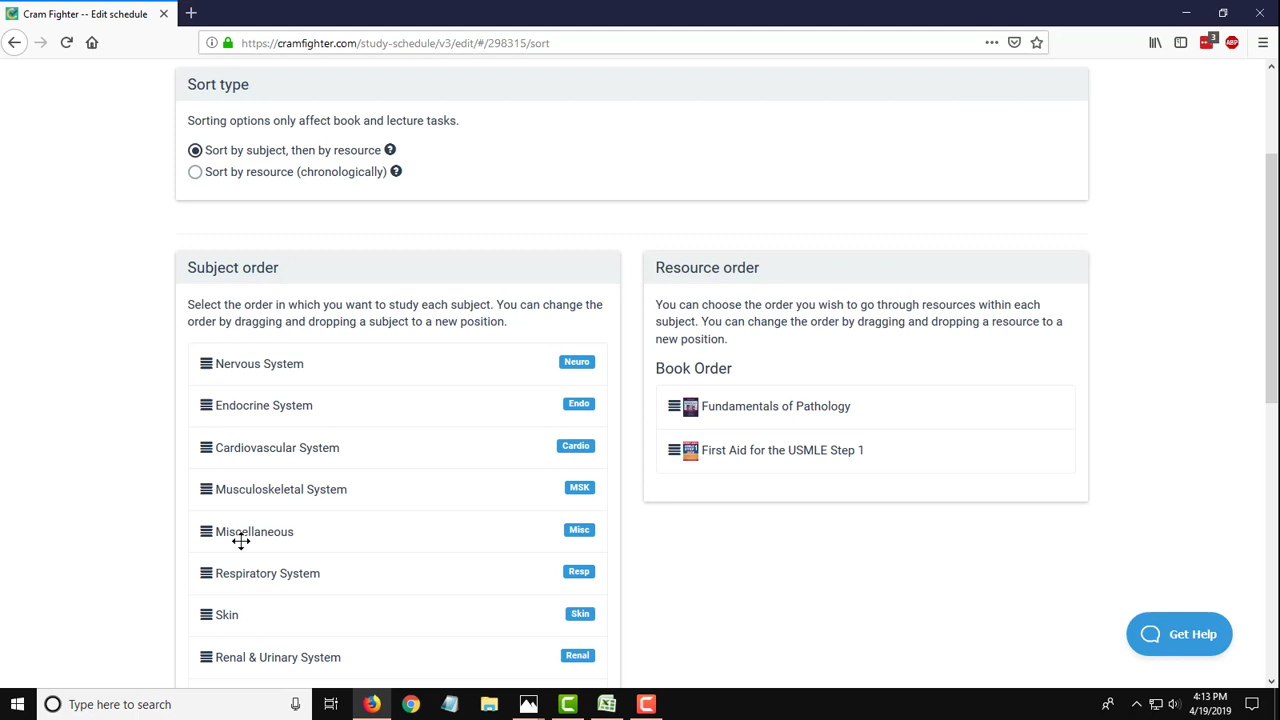 Cram Fighter -- Edit schedule
https://cramfighter.com/study-schedule/v3/edit/#/298315/sort
3
ABP
Sort type
Sorting options only affect book and lecture tasks.
Sort by subject, then by resource
Sort by resource (chronologically)
Subject order
Select the order in which you want to study each subject. You can change the
order by dragging and dropping a subject to a new position.
Nervous System Neuro
Endocrine System Endo
Cardiovascular System Cardio
Musculoskeletal System MSK
Miscellaneous Misc
Respiratory System Resp
Skin Skin
Renal & Urinary System Renal
Resource order
You can choose the order you wish to go through resources within each
subject. You can change the order by dragging and dropping a resource to a
new position.
Book Order
Fundamentals of Pathology
First Aid for the USMLE Step 1
Get Help
Type here to search
4:13 PM
4/19/2019